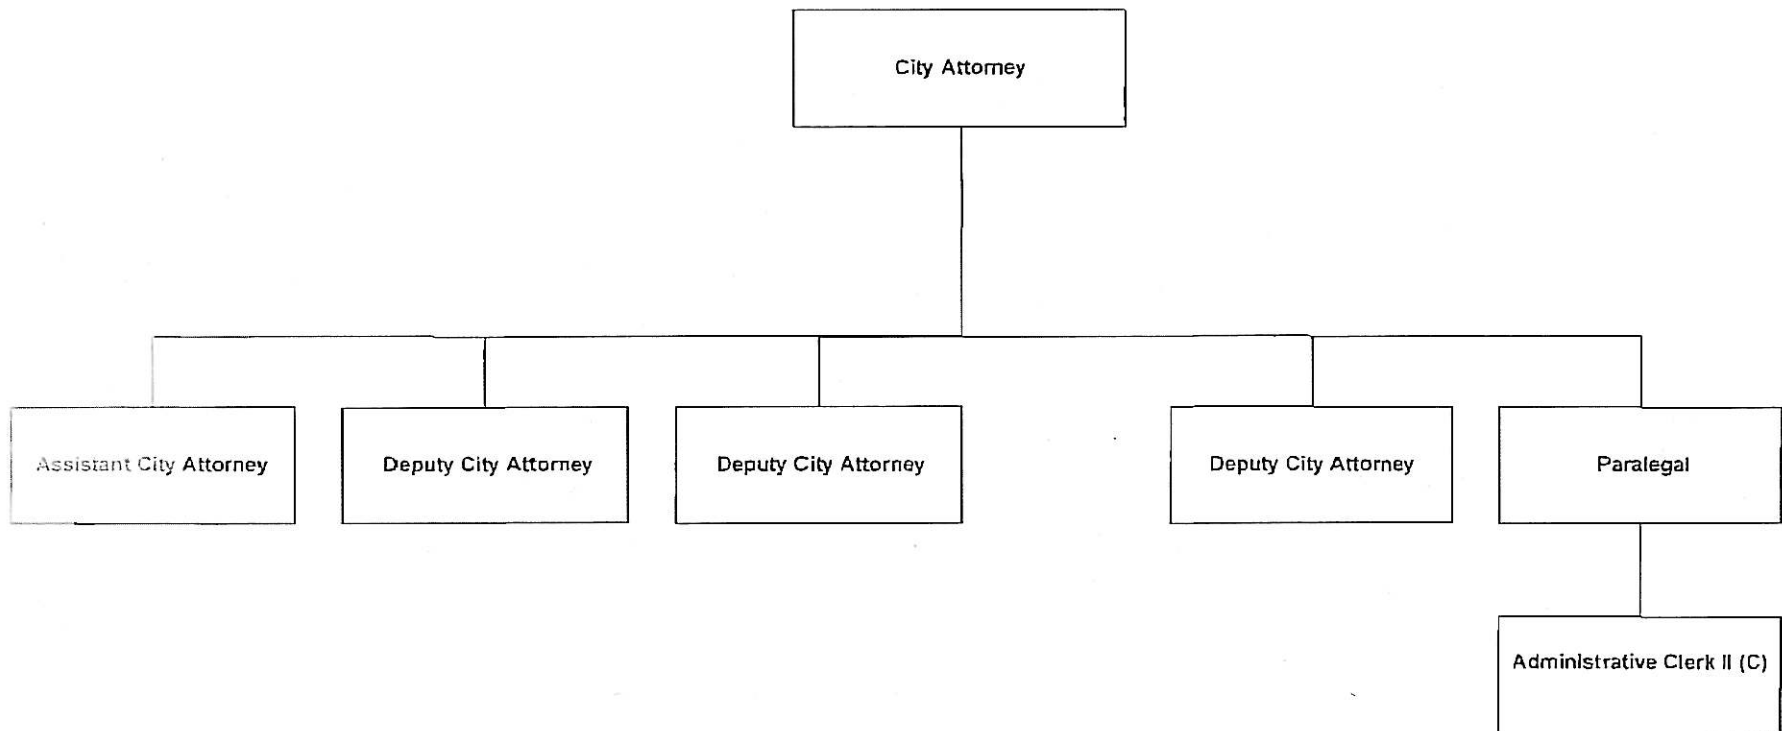 City Attorney
Assistant City Attorney
Deputy City Attorney
Deputy City Attorney
Deputy City Attorney
Paralegal
Administrative Clerk II (C)